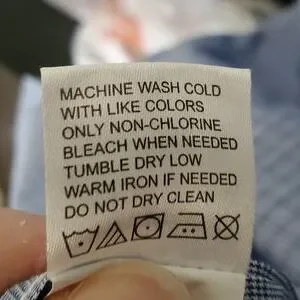 MACHINE WASH COLD
WITH LIKE COLORS
ONLY NON-CHLORINE
BLEACH WHEN NEEDED
TUMBLE DRY LOW
WARM IRON IF NEEDED
DO NOT DRY CLEAN